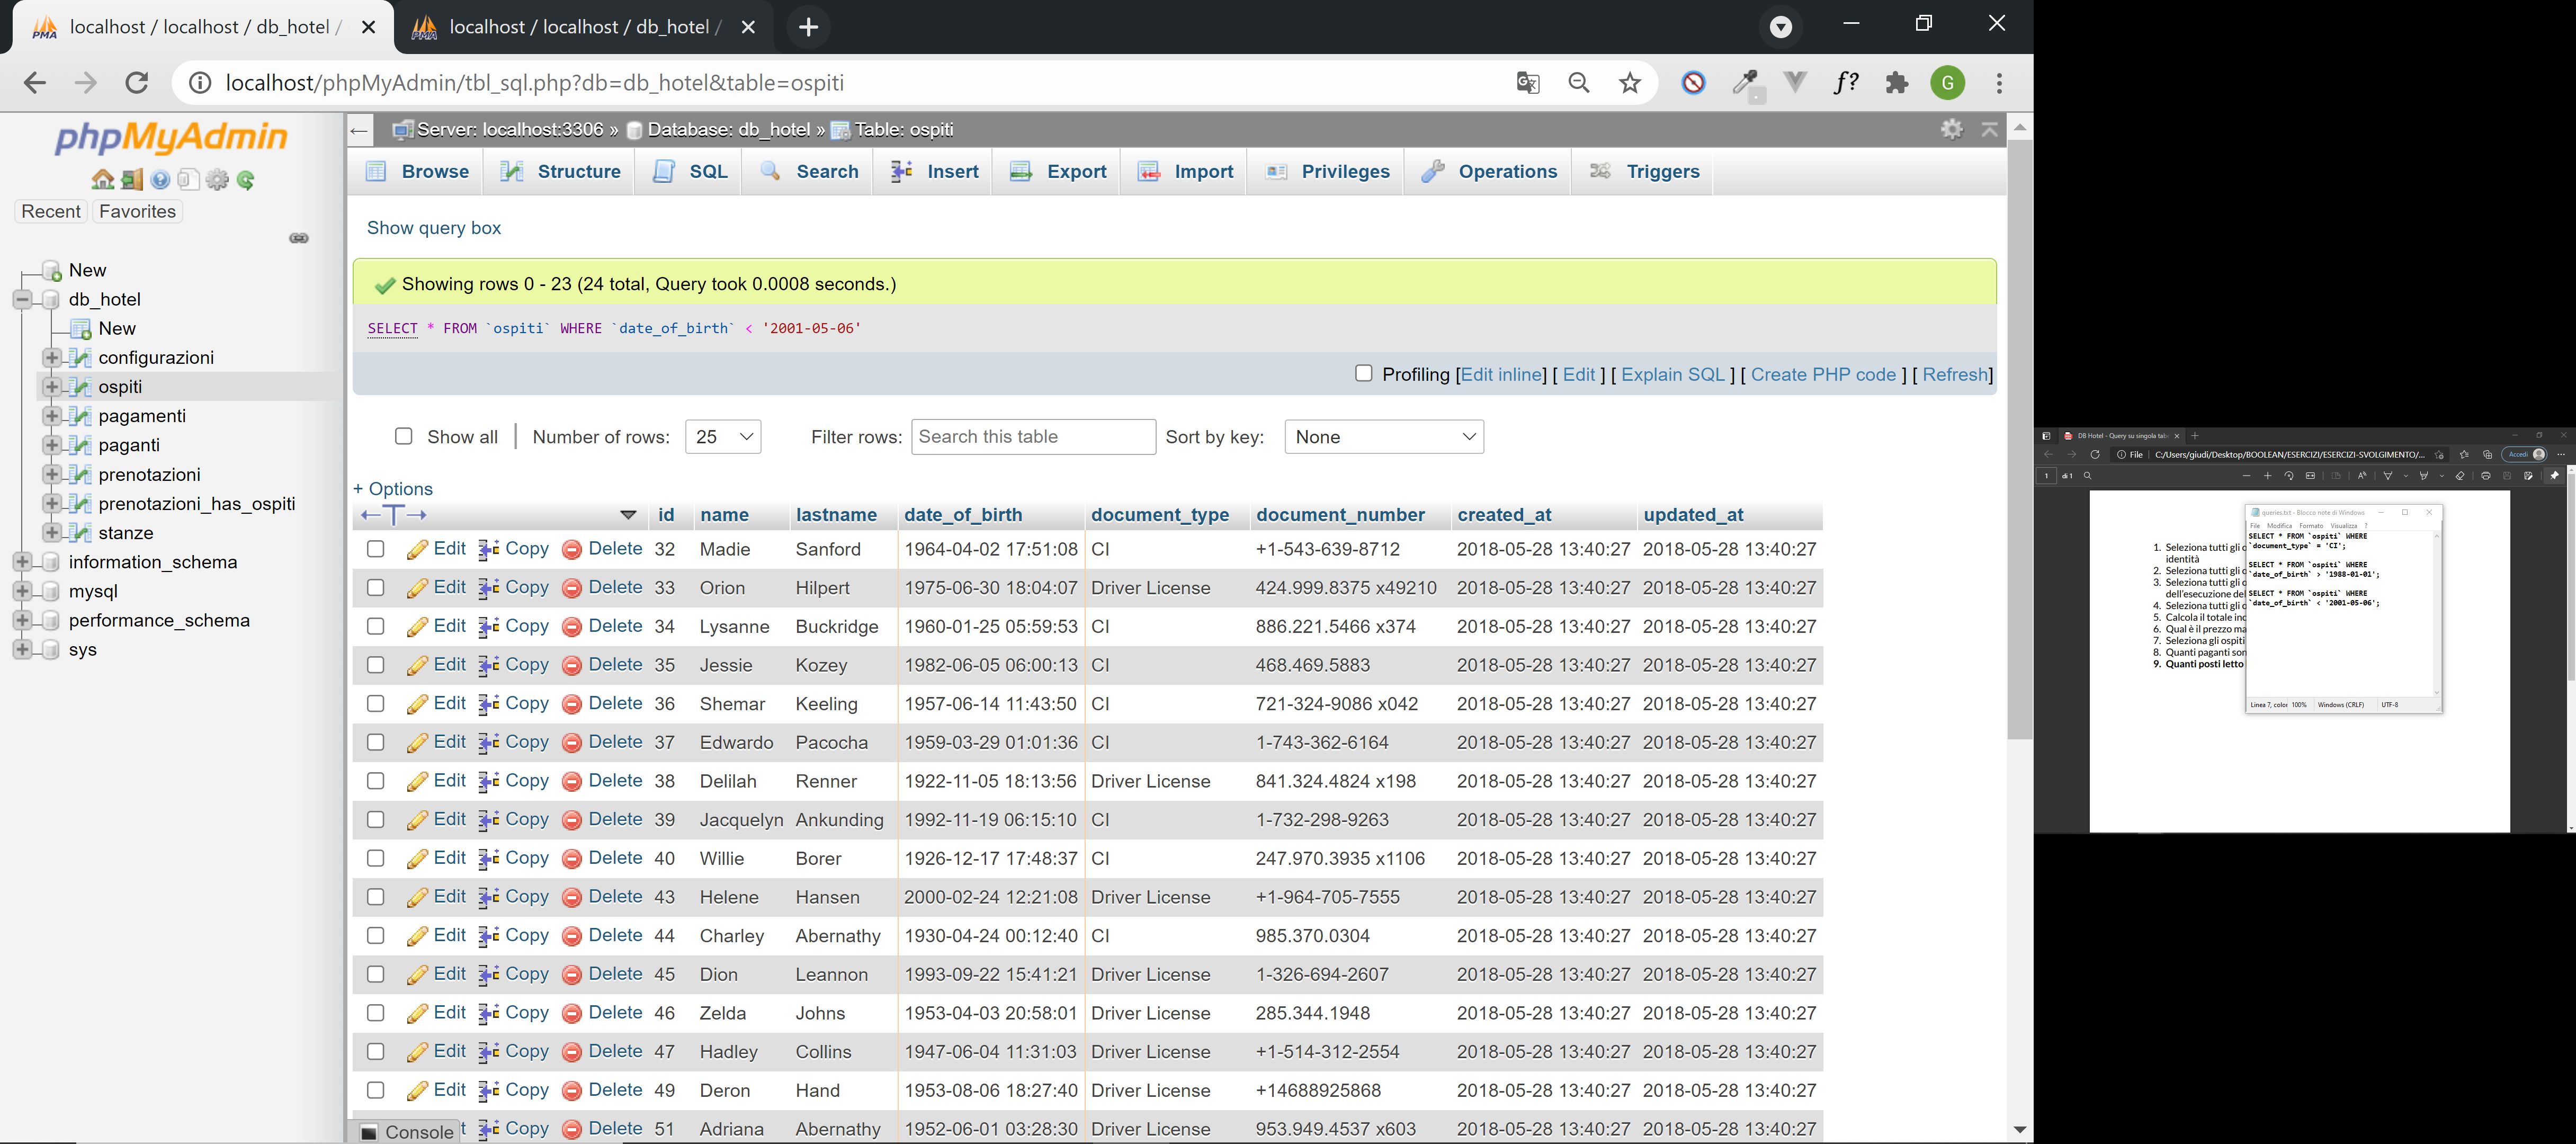 localhost / localhost / db_hotel /
localhost / localhost / db_hotel /
localhost/phpMyAdmin/tbl_sql.php?db=db_hotel&table=ospiti
G
phpMyAdmin
Recent Favorites
New
db_hotel
New
configurazioni
ospiti
pagamenti
paganti
prenotazioni
prenotazioni_has_ospiti
stanze
information_schema
mysql
performance_schema
sys
Server: localhost:3306 » Database: db_hotel » Table: ospiti
Browse Structure SQL Search Insert Export Import Privileges Operations Triggers
Show query box
Showing rows 0 - 23 (24 total, Query took 0.0008 seconds.)
SELECT * FROM `ospiti` WHERE `date_of_birth` < '2001-05-06'
Profiling [Edit inline] [ Edit ] [ Explain SQL ] [ Create PHP code ] [ Refresh]
Show all Number of rows: 25 Filter rows: Search this table Sort by key: None
+ Options
id name lastname date_of_birth document_type document_number created_at updated_at
Edit Copy Delete 32 Madie Sanford 1964-04-02 17:51:08 CI +1-543-639-8712 2018-05-28 13:40:27 2018-05-28 13:40:27
Edit Copy Delete 33 Orion Hilpert 1975-06-30 18:04:07 Driver License 424.999.8375 x49210 2018-05-28 13:40:27 2018-05-28 13:40:27
Edit Copy Delete 34 Lysanne Buckridge 1960-01-25 05:59:53 CI 886.221.5466 x374 2018-05-28 13:40:27 2018-05-28 13:40:27
Edit Copy Delete 35 Jessie Kozey 1982-06-05 06:00:13 CI 468.469.5883 2018-05-28 13:40:27 2018-05-28 13:40:27
Edit Copy Delete 36 Shemar Keeling 1957-06-14 11:43:50 CI 721-324-9086 x042 2018-05-28 13:40:27 2018-05-28 13:40:27
Edit Copy Delete 37 Edwardo Pacocha 1959-03-29 01:01:36 CI 1-743-362-6164 2018-05-28 13:40:27 2018-05-28 13:40:27
Edit Copy Delete 38 Delilah Renner 1922-11-05 18:13:56 Driver License 841.324.4824 x198 2018-05-28 13:40:27 2018-05-28 13:40:27
Edit Copy Delete 39 Jacquelyn Ankunding 1992-11-19 06:15:10 CI 1-732-298-9263 2018-05-28 13:40:27 2018-05-28 13:40:27
Edit Copy Delete 40 Willie Borer 1926-12-17 17:48:37 CI 247.970.3935 x1106 2018-05-28 13:40:27 2018-05-28 13:40:27
Edit Copy Delete 43 Helene Hansen 2000-02-24 12:21:08 Driver License +1-964-705-7555 2018-05-28 13:40:27 2018-05-28 13:40:27
Edit Copy Delete 44 Charley Abernathy 1930-04-24 00:12:40 CI 985.370.0304 2018-05-28 13:40:27 2018-05-28 13:40:27
Edit Copy Delete 45 Dion Leannon 1993-09-22 15:41:21 Driver License 1-326-694-2607 2018-05-28 13:40:27 2018-05-28 13:40:27
Edit Copy Delete 46 Zelda Johns 1953-04-03 20:58:01 Driver License 285.344.1948 2018-05-28 13:40:27 2018-05-28 13:40:27
Edit Copy Delete 47 Hadley Collins 1947-06-04 11:31:03 Driver License +1-514-312-2554 2018-05-28 13:40:27 2018-05-28 13:40:27
Edit Copy Delete 49 Deron Hand 1953-08-06 18:27:40 Driver License +14688925868 2018-05-28 13:40:27 2018-05-28 13:40:27
Edit Copy Delete 51 Adriana Abernathy 1952-06-01 03:28:30 Driver License 953.949.4537 x603 2018-05-28 13:40:27 2018-05-28 13:40:27
Console
DB Hotel - Query su singola tab
File C:/Users/giudi/Desktop/BOOLEAN/ESERCIZI/ESERCIZI-SVOLGIMENTO/... Accedi
1 di 1
1. Seleziona tutti gli o
identità
2. Seleziona tutti gli o
3. Seleziona tutti gli o
dell'esecuzione del
4. Seleziona tutti gli o
5. Calcola il totale inc
6. Qual è il prezzo ma
7. Seleziona gli ospiti
8. Quanti paganti son
9. Quanti posti letto
queries.txt - Blocco note di Windows
File Modifica Formato Visualizza ?
SELECT * FROM `ospiti` WHERE
`document_type` = 'CI';
SELECT * FROM `ospiti` WHERE
`date_of_birth` > '1988-01-01';
SELECT * FROM `ospiti` WHERE
`date_of_birth` < '2001-05-06';
Linea 7, color 100% Windows (CRLF) UTF-8